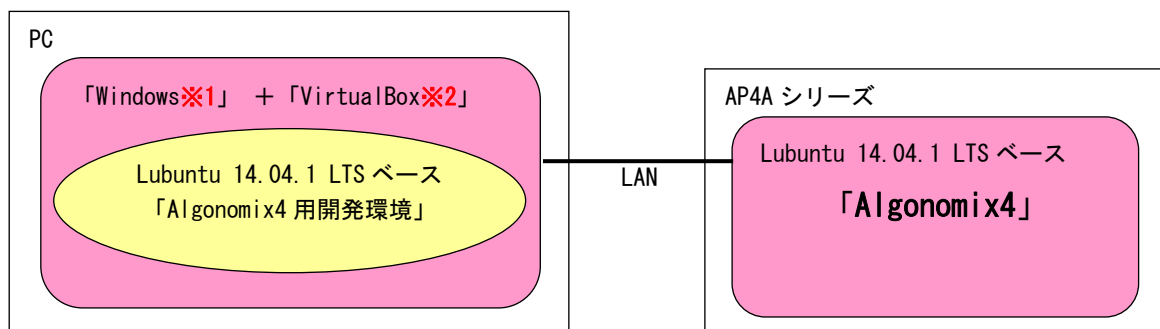 PC
「Windows※1」 ＋「VirtualBox※2」
Lubuntu 14.04.1 LTS ベース
「Algonomix4 用開発環境」
LAN
AP4A シリーズ
Lubuntu 14.04.1 LTS ベース
「Algonomix4」